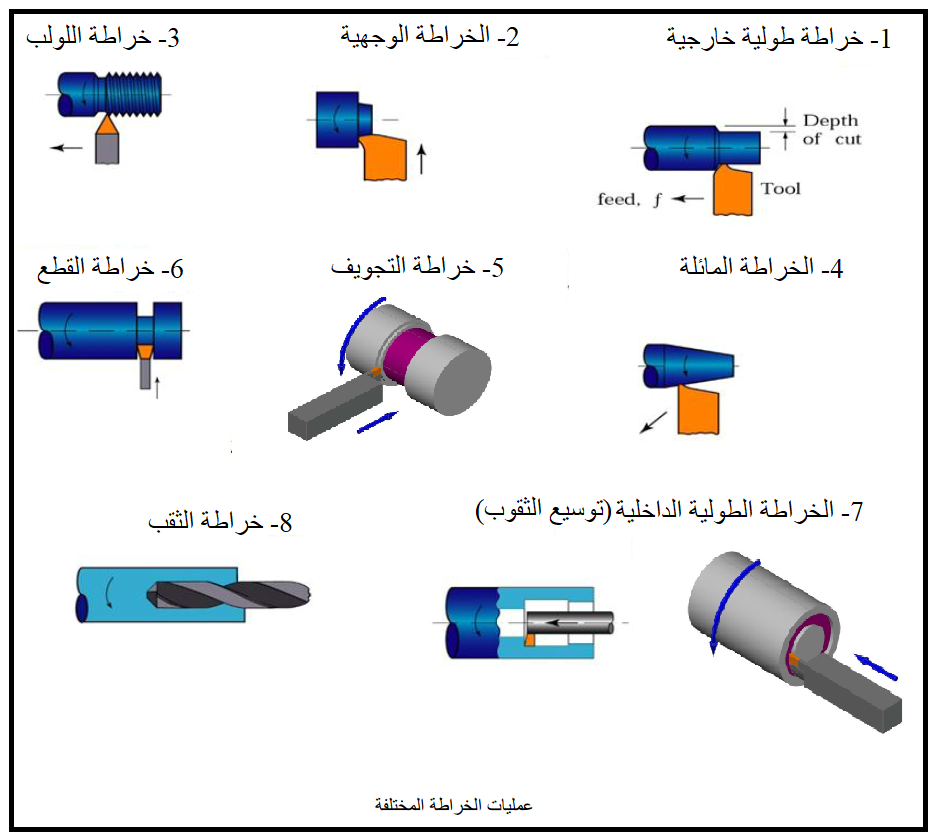 1- خراطة طولية خارجية
2- الخراطة الوجهية
3- خراطة اللولب
Depth
of cut
Tool
feed, f
4- الخراطة المائلة
5- خراطة التجويف
6- خراطة القطع
7- الخراطة الطولية الداخلية (توسيع الثقوب)
8- خراطة الثقب
عمليات الخراطة المختلفة